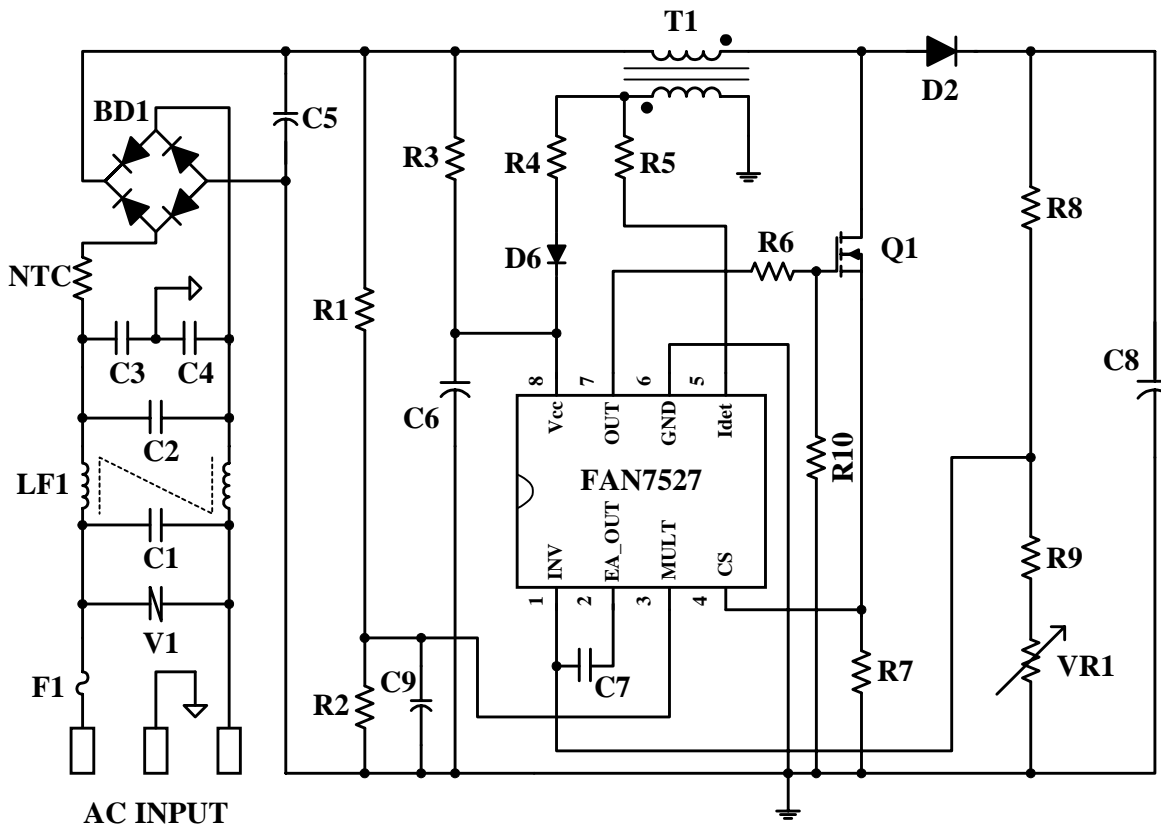 T1
D2
BD1
C5
R3
R4
R5
R8
R6
Q1
D6
NTC
R1
C3
C4
C8
8
7
6
5
C6
Vcc
OUT
GND
Idet
C2
R10
LF1
FAN7527
C1
INV
EA_OUT
MULT
CS
R9
1
2
3
4
V1
VR1
F1
C9
C7
R7
R2
AC INPUT